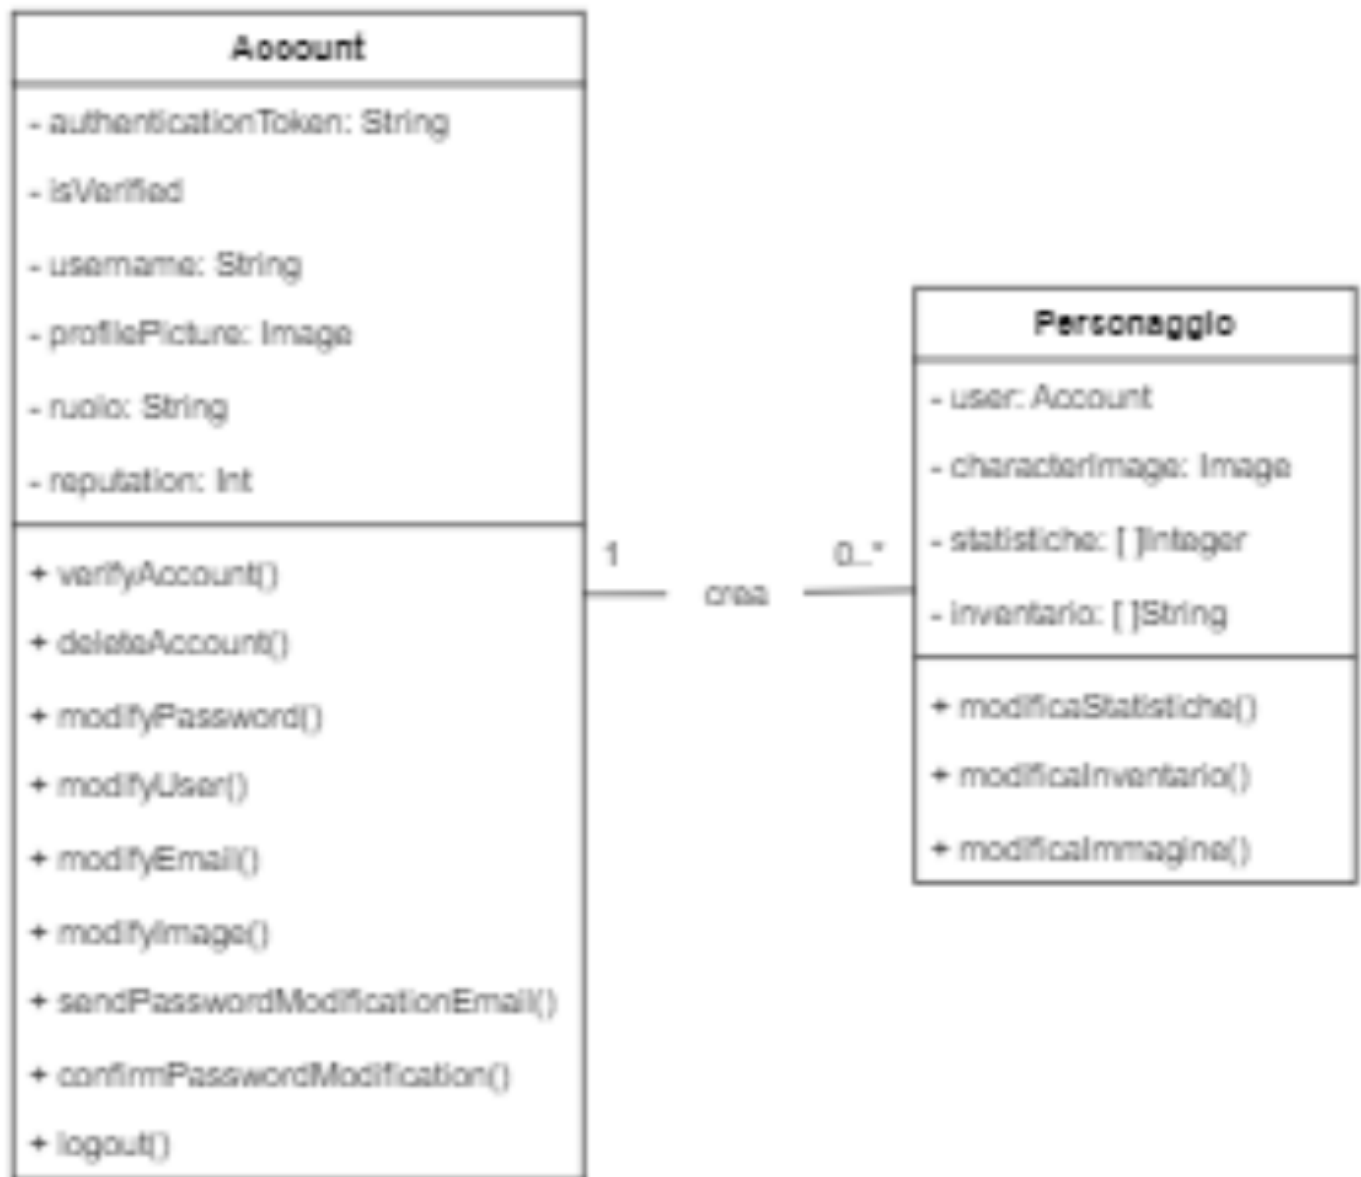 Account
- authenticationToken: String
- isVerified
- username: String
- profilePicture: Image
- ruolo: String
- reputation: Int
+ verifyAccount()
+ deleteAccount()
+ modifyPassword()
+ modifyUser()
+ modifyEmail()
+ modifyImage()
+ sendPasswordModificationEmail()
+ confirmPasswordModification()
+ logout()
1
crea
0..*
Personaggio
- user: Account
- characterImage: Image
- statistiche: [ ]Integer
- inventario: [ ]String
+ modificaStatistiche()
+ modificaInventario()
+ modificaImmagine()